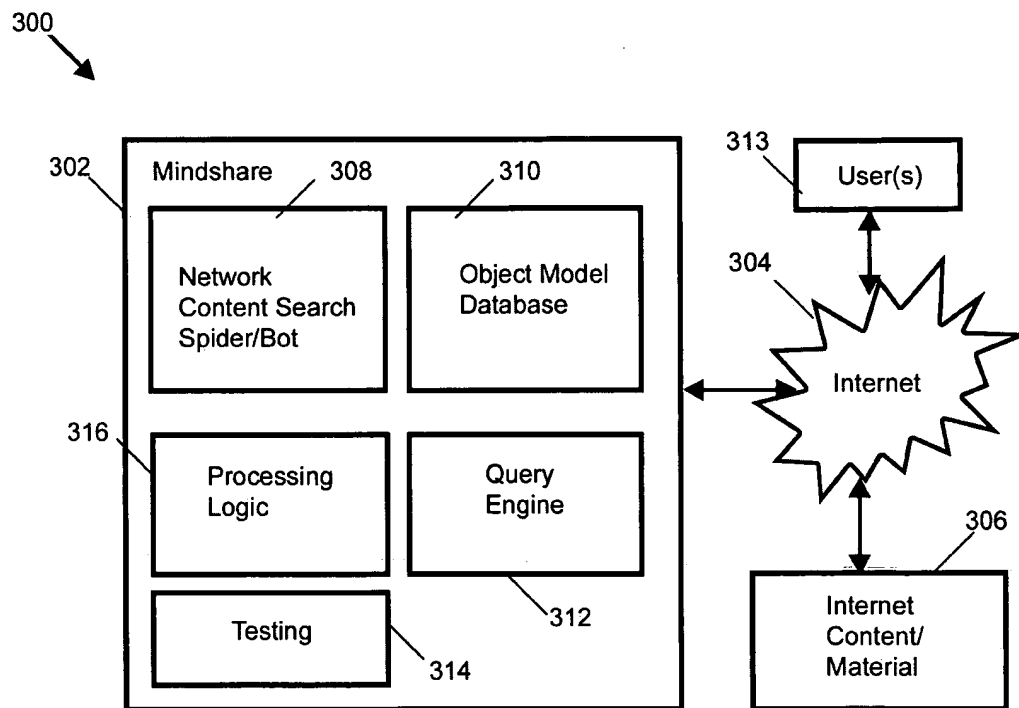 300
302
Mindshare
308
310
Network
Content Search
Spider/Bot
Object Model
Database
316
Processing
Logic
Query
Engine
312
Testing
314
313
User(s)
304
Internet
306
Internet
Content/
Material